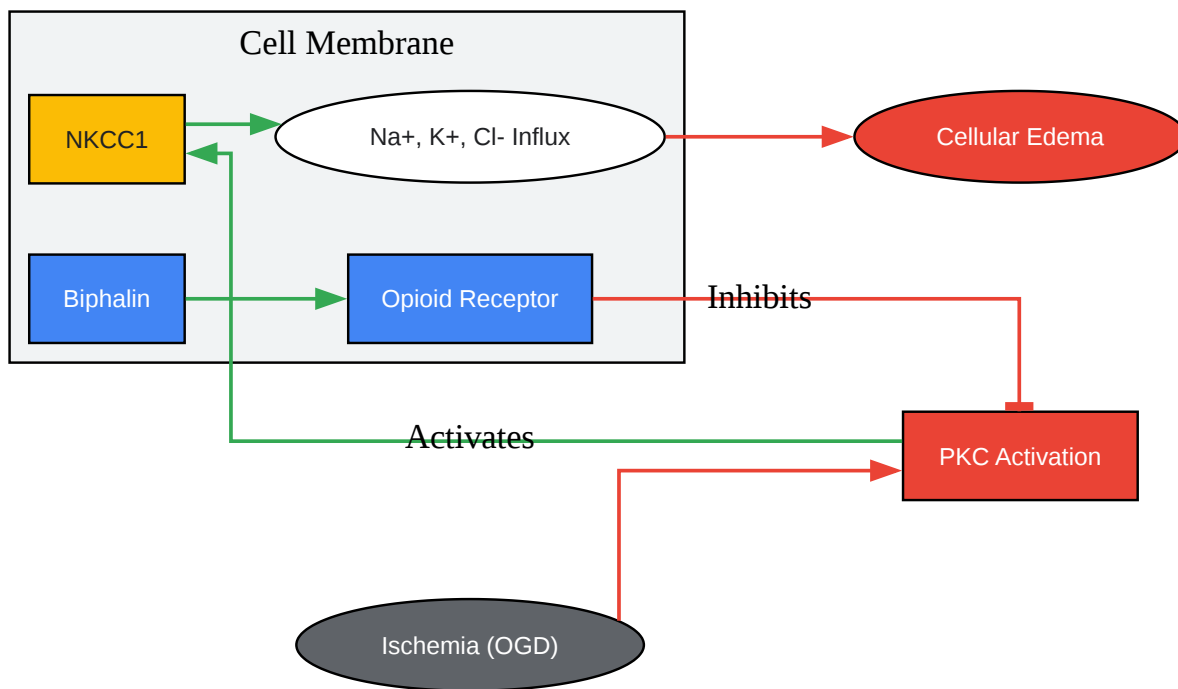 Cell Membrane
NKCC1
Na+, K+, Cl- Influx
Cellular Edema
Biphalin
Opioid Receptor
Inhibits
Activates
PKC Activation
Ischemia (OGD)